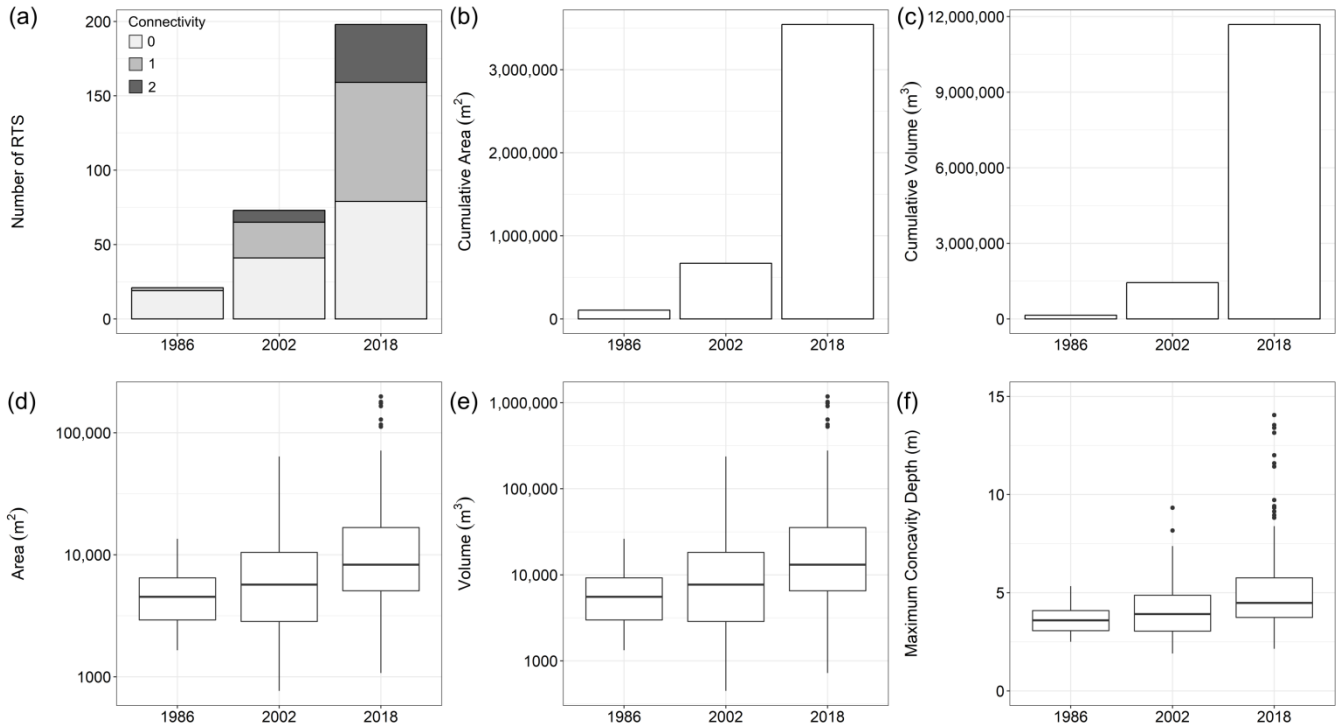 (a)
Connectivity
0
1
2
Number of RTS
200
150
100
50
0
1986 2002 2018
(b)
Cumulative Area (m²)
3,000,000
2,000,000
1,000,000
0
1986 2002 2018
(c)
Cumulative Volume (m³)
12,000,000
9,000,000
6,000,000
3,000,000
0
1986 2002 2018
(d)
Area (m²)
100,000
10,000
1000
1986 2002 2018
(e)
Volume (m³)
1,000,000
100,000
10,000
1000
1986 2002 2018
(f)
Maximum Concavity Depth (m)
15
10
5
0
1986 2002 2018